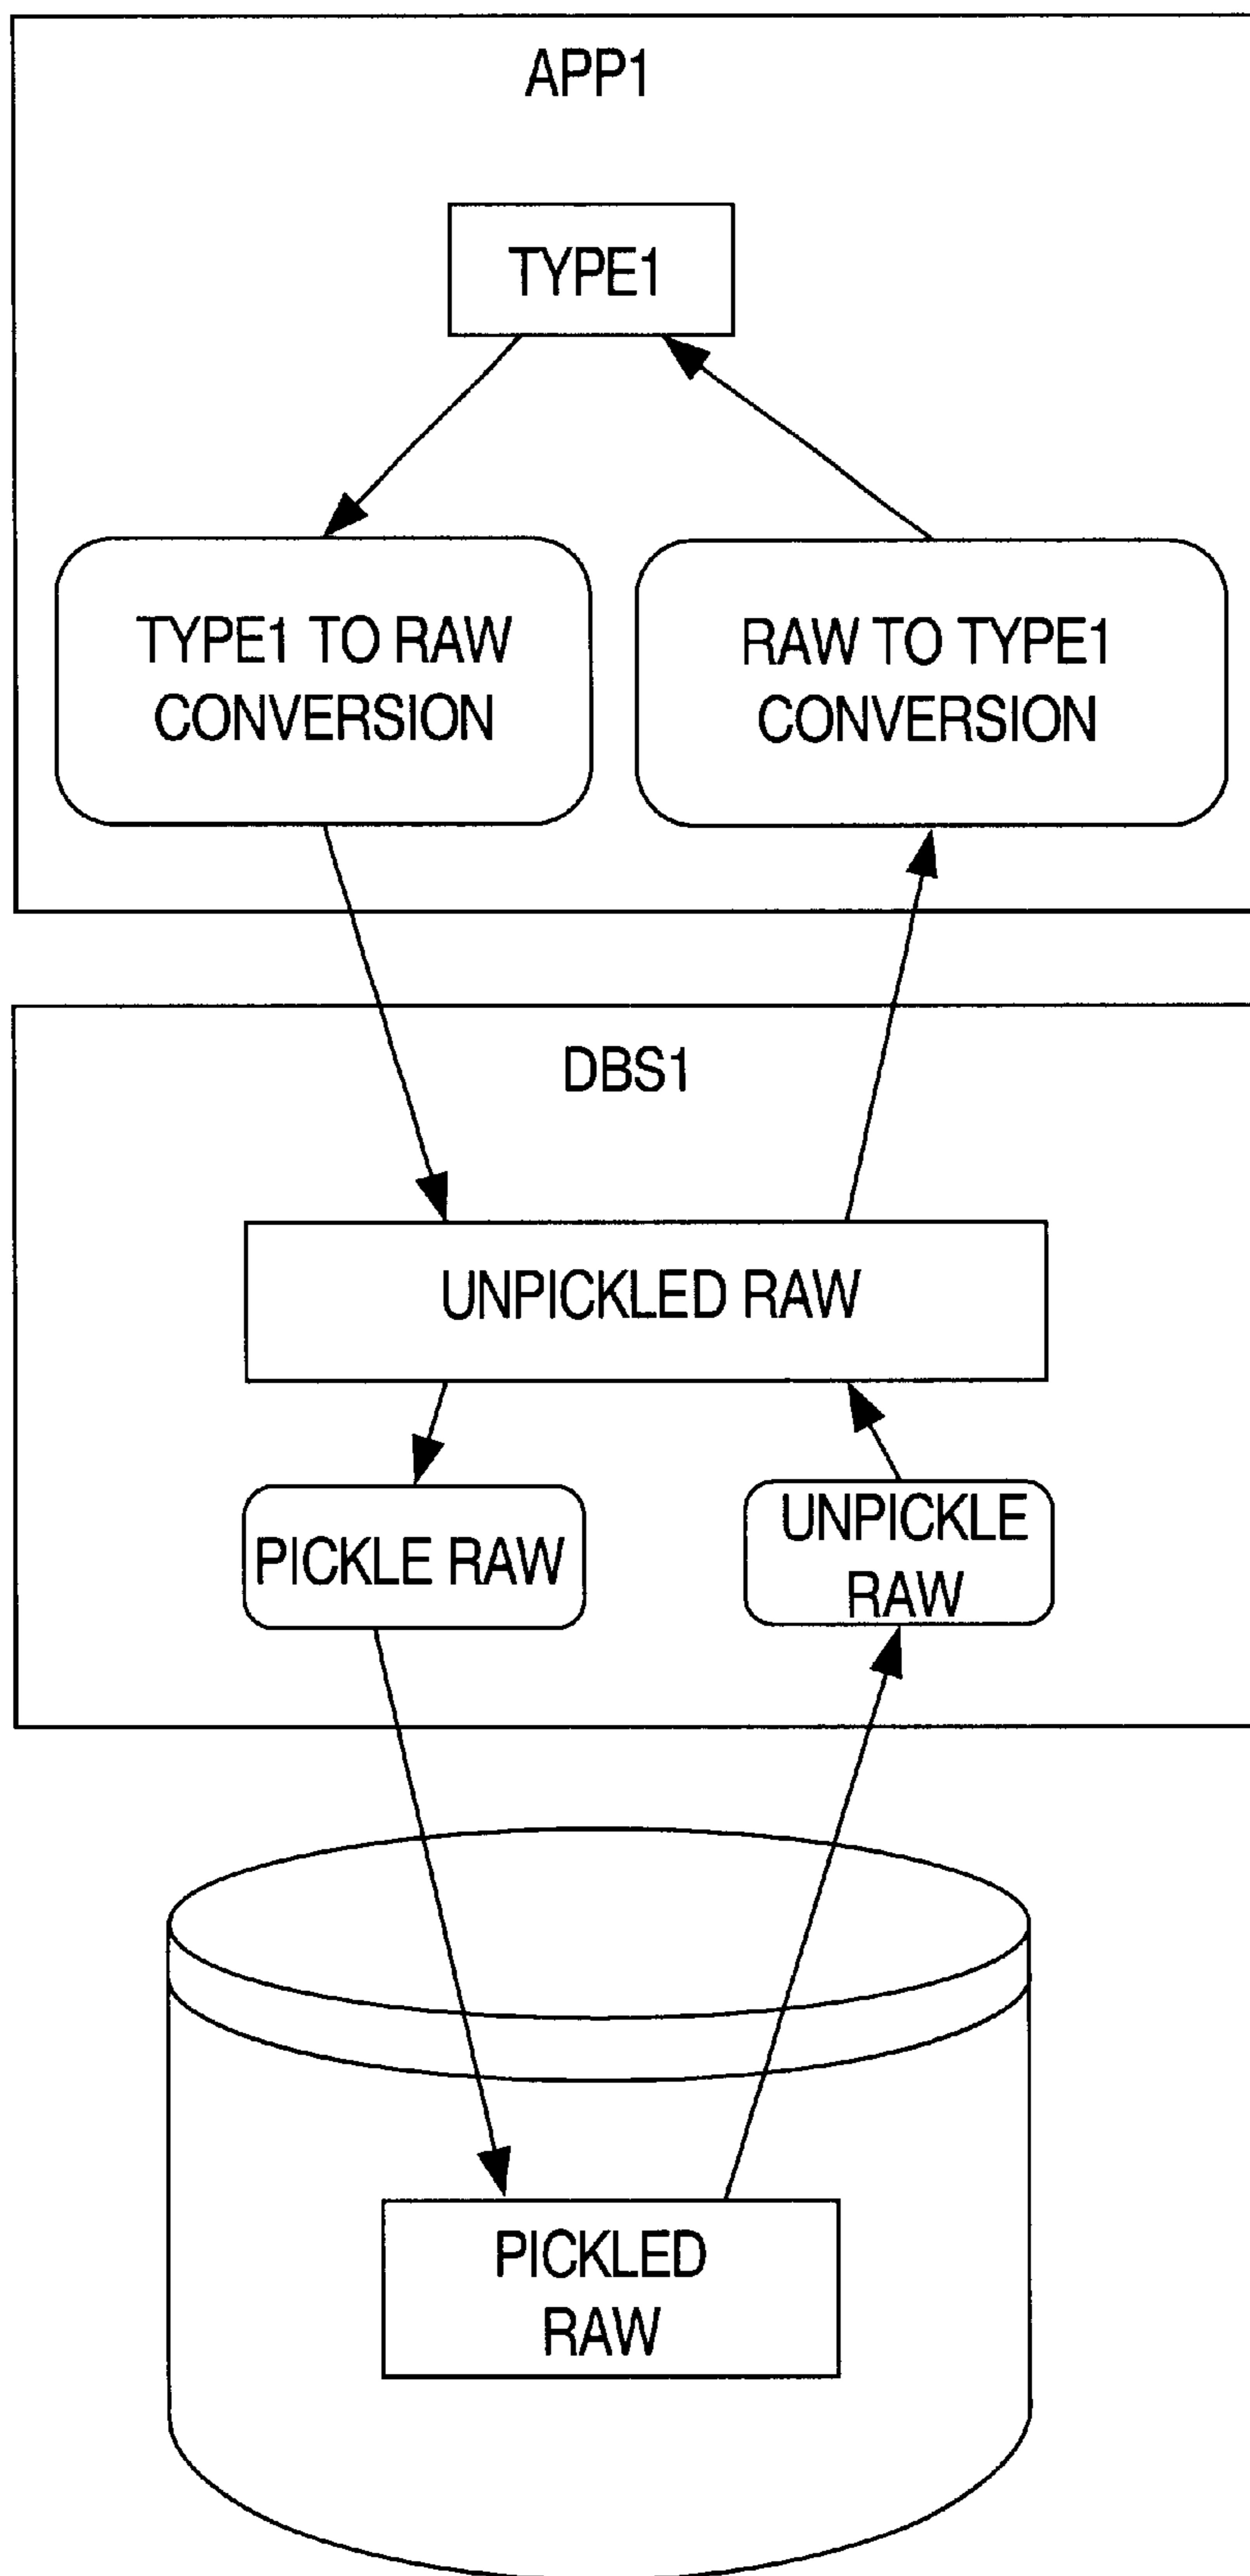 APP1
TYPE1
TYPE1 TO RAW
CONVERSION
RAW TO TYPE1
CONVERSION
DBS1
UNPICKLED RAW
PICKLE RAW
UNPICKLE
RAW
PICKLED
RAW